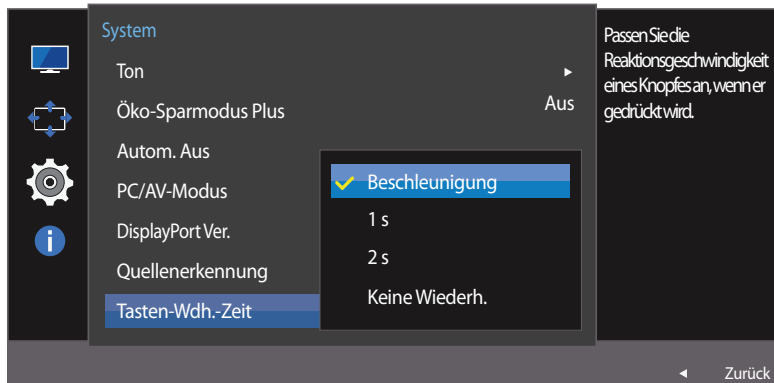 System
Ton
Öko-Sparmodus Plus
Aus
Autom. Aus
PC/AV-Modus
DisplayPort Ver.
Quellenerkennung
Tasten-Wdh.-Zeit
Beschleunigung
1 s
2 s
Keine Wiederh.
Passen Sie die
Reaktionsgeschwindigkeit
eines Knopfes an, wenn er
gedrückt wird.
Zurück